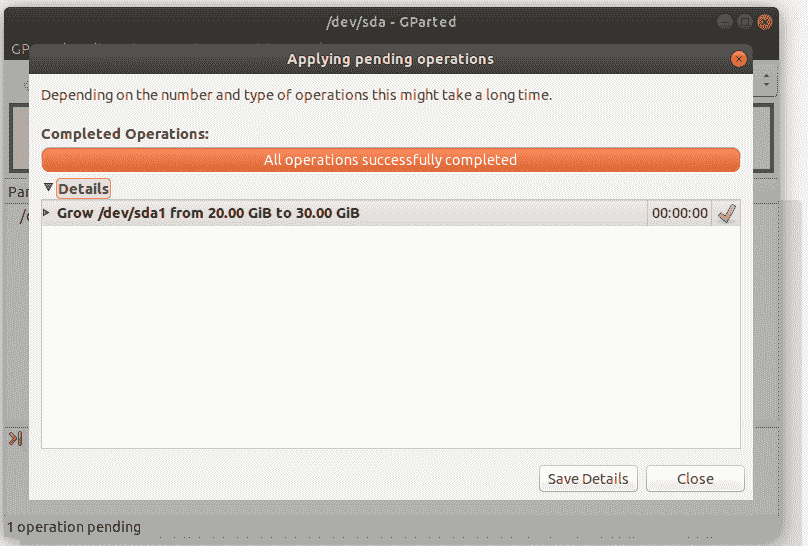 /dev/sda - GParted
GP
Applying pending operations
Depending on the number and type of operations this might take a long time.
Completed Operations:
All operations successfully completed
Details
Par
Grow /dev/sda1 from 20.00 GiB to 30.00 GiB 00:00:00
Save Details Close
1 operation pending